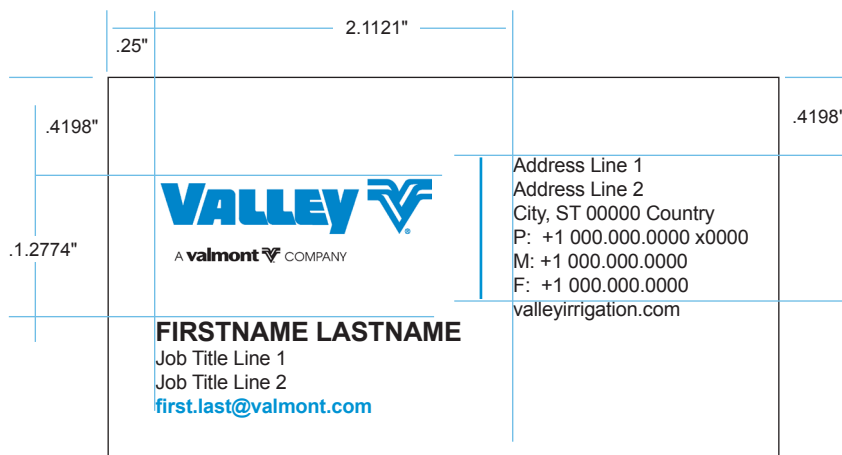 2.1121"
.25"
.4198"
.4198"
.1.2774"
VALLEY
®
A valmont COMPANY
Address Line 1
Address Line 2
City, ST 00000 Country
P: +1 000.000.0000 x0000
M: +1 000.000.0000
F: +1 000.000.0000
valleyirrigation.com
FIRSTNAME LASTNAME
Job Title Line 1
Job Title Line 2
first.last@valmont.com